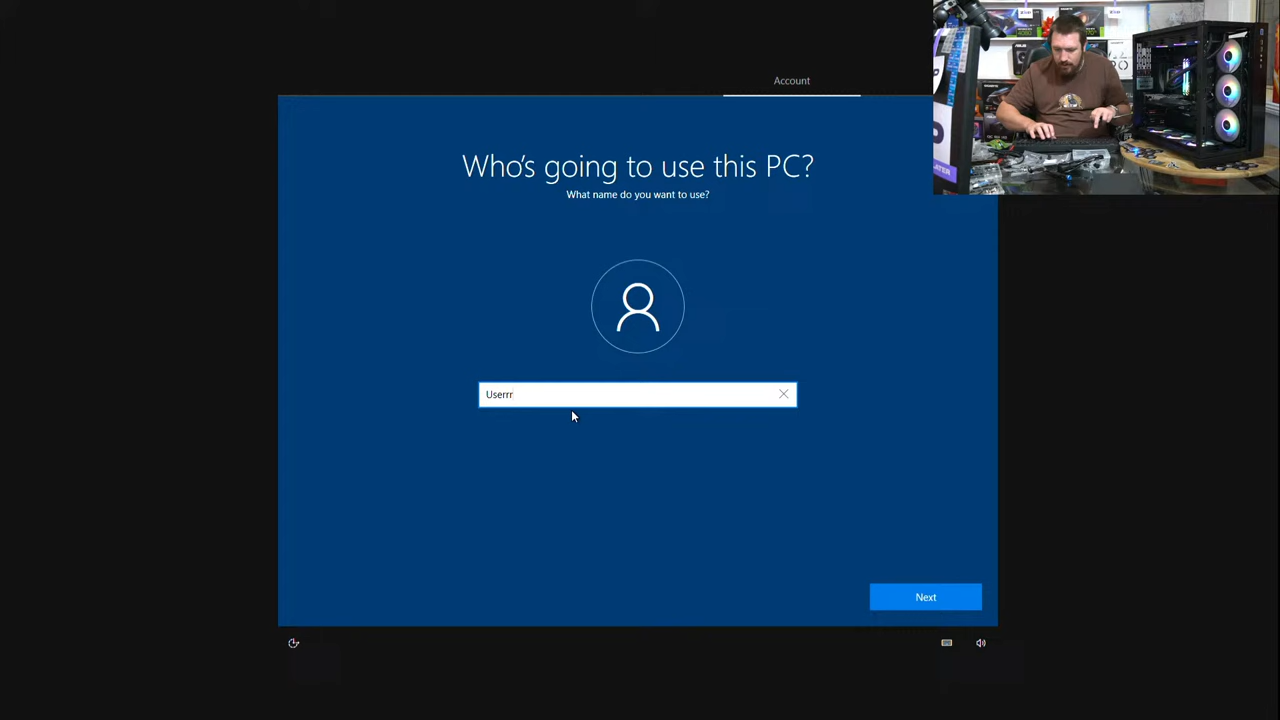 Account
Who's going to use this PC?
What name do you want to use?
Userrr
Next